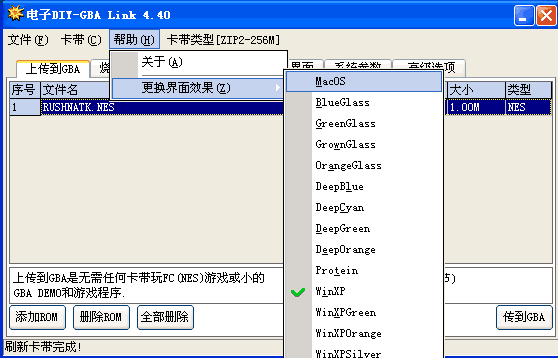 电子DIY-GBA Link 4.40
文件(F) 卡带(C) 帮助(H) 卡带类型[ZIP2-256M]
关于(A)
更换界面效果(Z)
上传到GBA 烧 界面 系统参数 高级选项
序号 文件名 大小 类型
1 RUSHNATK.NES 1.00M NES
MacOS
BlueGlass
GreenGlass
GrownGlass
OrangeGlass
DeepBlue
DeepCyan
DeepGreen
DeepOrange
Protein
WinXP
WinXPGreen
WinXPOrange
WinXPSilver
上传到GBA是无需任何卡带玩FC(NES)游戏或小的 节)
GBA DEMO和游戏程序.
添加ROM 删除ROM 全部删除 传到GBA
刷新卡带完成!